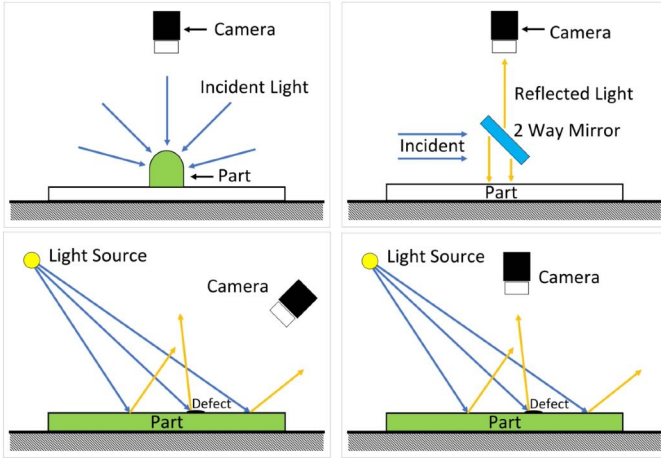 Camera
Incident Light
Part
Camera
Reflected Light
2 Way Mirror
Incident
Part
Light Source
Camera
Defect
Part
Light Source
Camera
Defect
Part